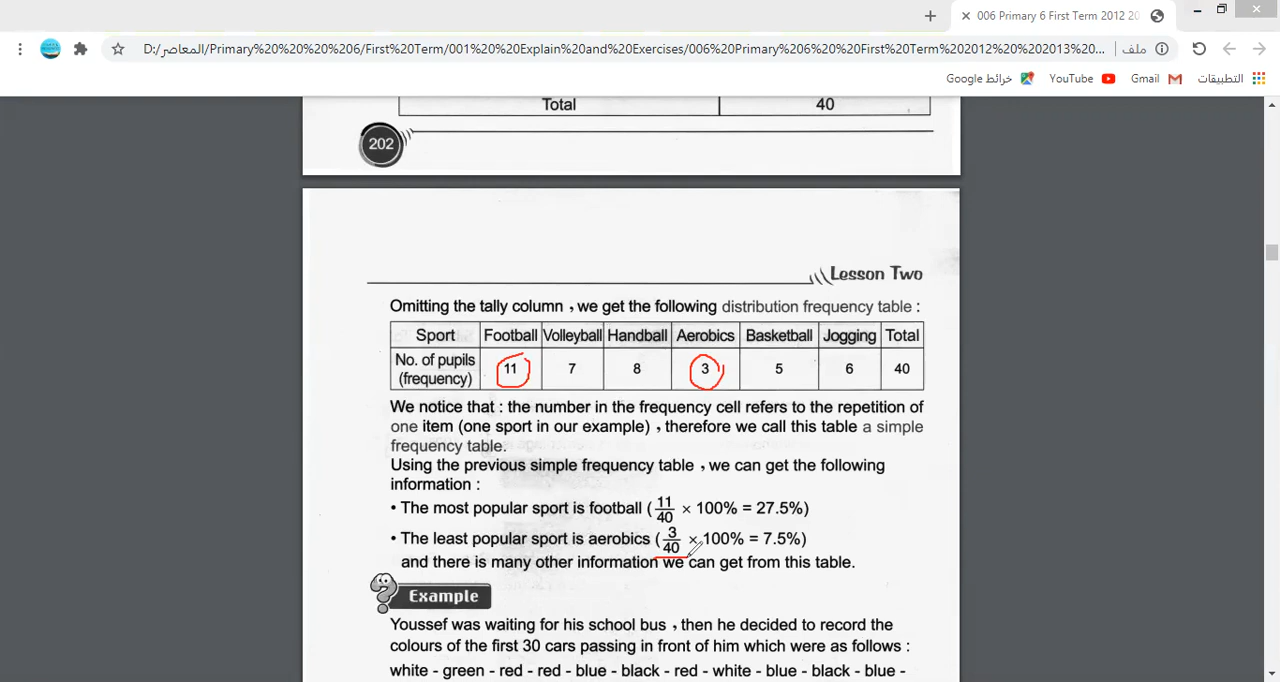 006 Primary 6 First Term 2012 20
D:/المعاصر/Primary%20%20%20%206/First%20Term/001%20%20Explain%20and%20Exercises/006%20Primary%206%20%20First%20Term%202012%20%202013%20... ملف
Google خرائط YouTube Gmail التطبيقات
Total 40
202
Lesson Two
Omitting the tally column , we get the following distribution frequency table :
Sport Football Volleyball Handball Aerobics Basketball Jogging Total
No. of pupils (frequency) 11 7 8 3 5 6 40
We notice that : the number in the frequency cell refers to the repetition of
one item (one sport in our example) , therefore we call this table a simple
frequency table.
Using the previous simple frequency table , we can get the following
information :
• The most popular sport is football (11/40 × 100% = 27.5%)
• The least popular sport is aerobics (3/40 × 100% = 7.5%)
and there is many other information we can get from this table.
? Example
Youssef was waiting for his school bus , then he decided to record the
colours of the first 30 cars passing in front of him which were as follows :
white - green - red - red - blue - black - red - white - blue - black - blue -